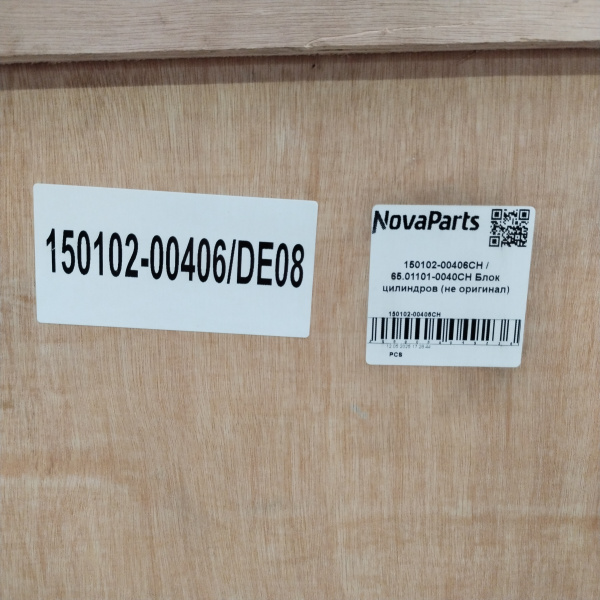 150102-00406/DE08
NovaParts
150102-00406CH /
65.01101-0040CH Блок
цилиндров (не оригинал)
150102-00406CH
PCS